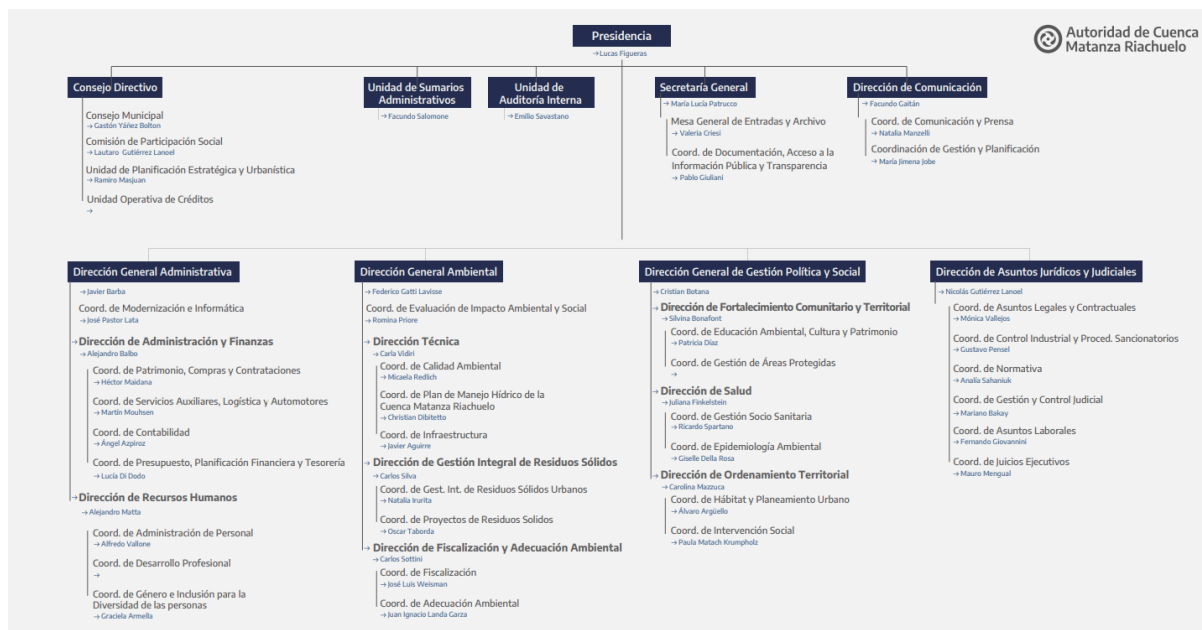 Presidencia
→Lucas Figueras
Autoridad de Cuenca
Matanza Riachuelo
Consejo Directivo
Consejo Municipal
→ Gastón Yáñez Bolton
Comisión de Participación Social
→ Lautaro Gutiérrez Lanoel
Unidad de Planificación Estratégica y Urbanística
→ Ramiro Masjuan
Unidad Operativa de Créditos
→
Unidad de Sumarios
Administrativos
→ Facundo Salomone
Unidad de
Auditoría Interna
→ Emilio Savastano
Secretaría General
→ María Lucía Patrucco
Mesa General de Entradas y Archivo
→ Valeria Criesi
Coord. de Documentación, Acceso a la
Información Pública y Transparencia
→ Pablo Giuliani
Dirección de Comunicación
→ Facundo Gaitán
Coord. de Comunicación y Prensa
→ Natalia Manzelli
Coordinación de Gestión y Planificación
→ María Jimena Jobe
Dirección General Administrativa
→ Javier Barba
Coord. de Modernización e Informática
→ José Pastor Lata
→Dirección de Administración y Finanzas
→ Alejandro Balbo
Coord. de Patrimonio, Compras y Contrataciones
→ Héctor Maidana
Coord. de Servicios Auxiliares, Logística y Automotores
→ Martín Mouhsen
Coord. de Contabilidad
→ Ángel Azpiroz
Coord. de Presupuesto, Planificación Financiera y Tesorería
→ Lucía Di Dodo
→Dirección de Recursos Humanos
→ Alejandro Matta
Coord. de Administración de Personal
→ Alfredo Vallone
Coord. de Desarrollo Profesional
→
Coord. de Género e Inclusión para la
Diversidad de las personas
→ Graciela Armella
Dirección General Ambiental
→ Federico Gatti Lavisse
Coord. de Evaluación de Impacto Ambiental y Social
→ Romina Priore
→ Dirección Técnica
→ Carla Vidiri
Coord. de Calidad Ambiental
→ Micaela Redlich
Coord. de Plan de Manejo Hídrico de la
Cuenca Matanza Riachuelo
→ Christian Dibitetto
Coord. de Infraestructura
→ Javier Aguirre
→ Dirección de Gestión Integral de Residuos Sólidos
→ Carlos Silva
Coord. de Gest. Int. de Residuos Sólidos Urbanos
→ Natalia Irurita
Coord. de Proyectos de Residuos Solidos
→ Oscar Taborda
→ Dirección de Fiscalización y Adecuación Ambiental
→ Carlos Sottini
Coord. de Fiscalización
→ José Luis Weisman
Coord. de Adecuación Ambiental
→ Juan Ignacio Landa Garza
Dirección General de Gestión Política y Social
→ Cristian Botana
→ Dirección de Fortalecimiento Comunitario y Territorial
→ Silvina Bonafont
Coord. de Educación Ambiental, Cultura y Patrimonio
→ Patricia Díaz
Coord. de Gestión de Áreas Protegidas
→
→ Dirección de Salud
→ Juliana Finkelstein
Coord. de Gestión Socio Sanitaria
→ Ricardo Spartano
Coord. de Epidemiología Ambiental
→ Giselle Della Rosa
→ Dirección de Ordenamiento Territorial
→ Carolina Mazzuca
Coord. de Hábitat y Planeamiento Urbano
→ Álvaro Argüello
Coord. de Intervención Social
→ Paula Matach Krumpholz
Dirección de Asuntos Jurídicos y Judiciales
→ Nicolás Gutiérrez Lanoel
Coord. de Asuntos Legales y Contractuales
→ Mónica Vallejos
Coord. de Control Industrial y Proced. Sancionatorios
→ Gustavo Pensel
Coord. de Normativa
→ Analía Sahaniuk
Coord. de Gestión y Control Judicial
→ Mariano Bakay
Coord. de Asuntos Laborales
→ Fernando Giovannini
Coord. de Juicios Ejecutivos
→ Mauro Mengual